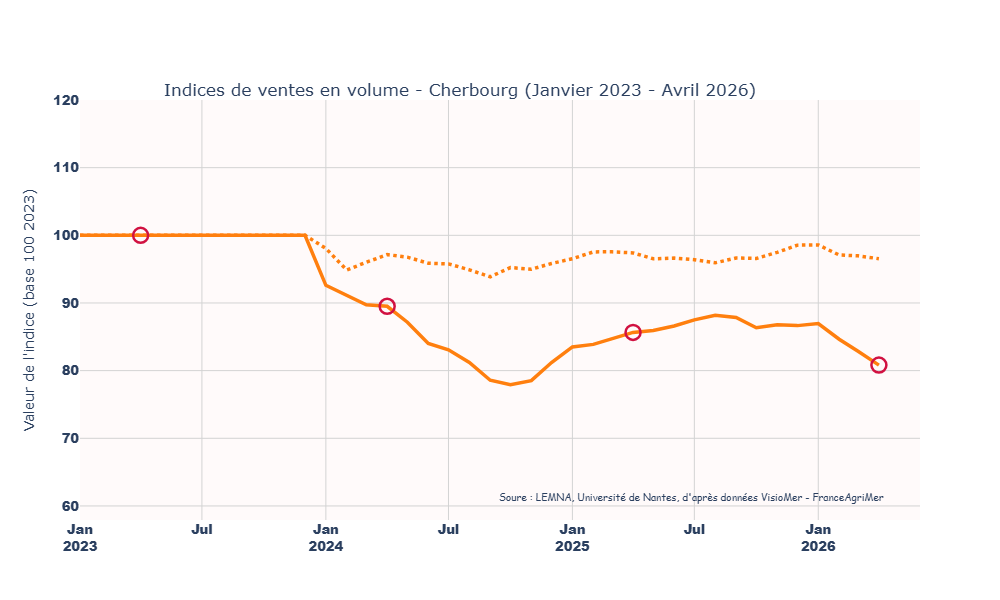 Indices de ventes en volume - Cherbourg (Janvier 2023 - Avril 2026)
Valeur de l'indice (base 100 2023)
120
110
100
90
80
70
60
Soure : LEMNA, Université de Nantes, d'après données VisioMer - FranceAgriMer
Jan Jul Jan Jul Jan Jul Jan
2023 2024 2025 2026